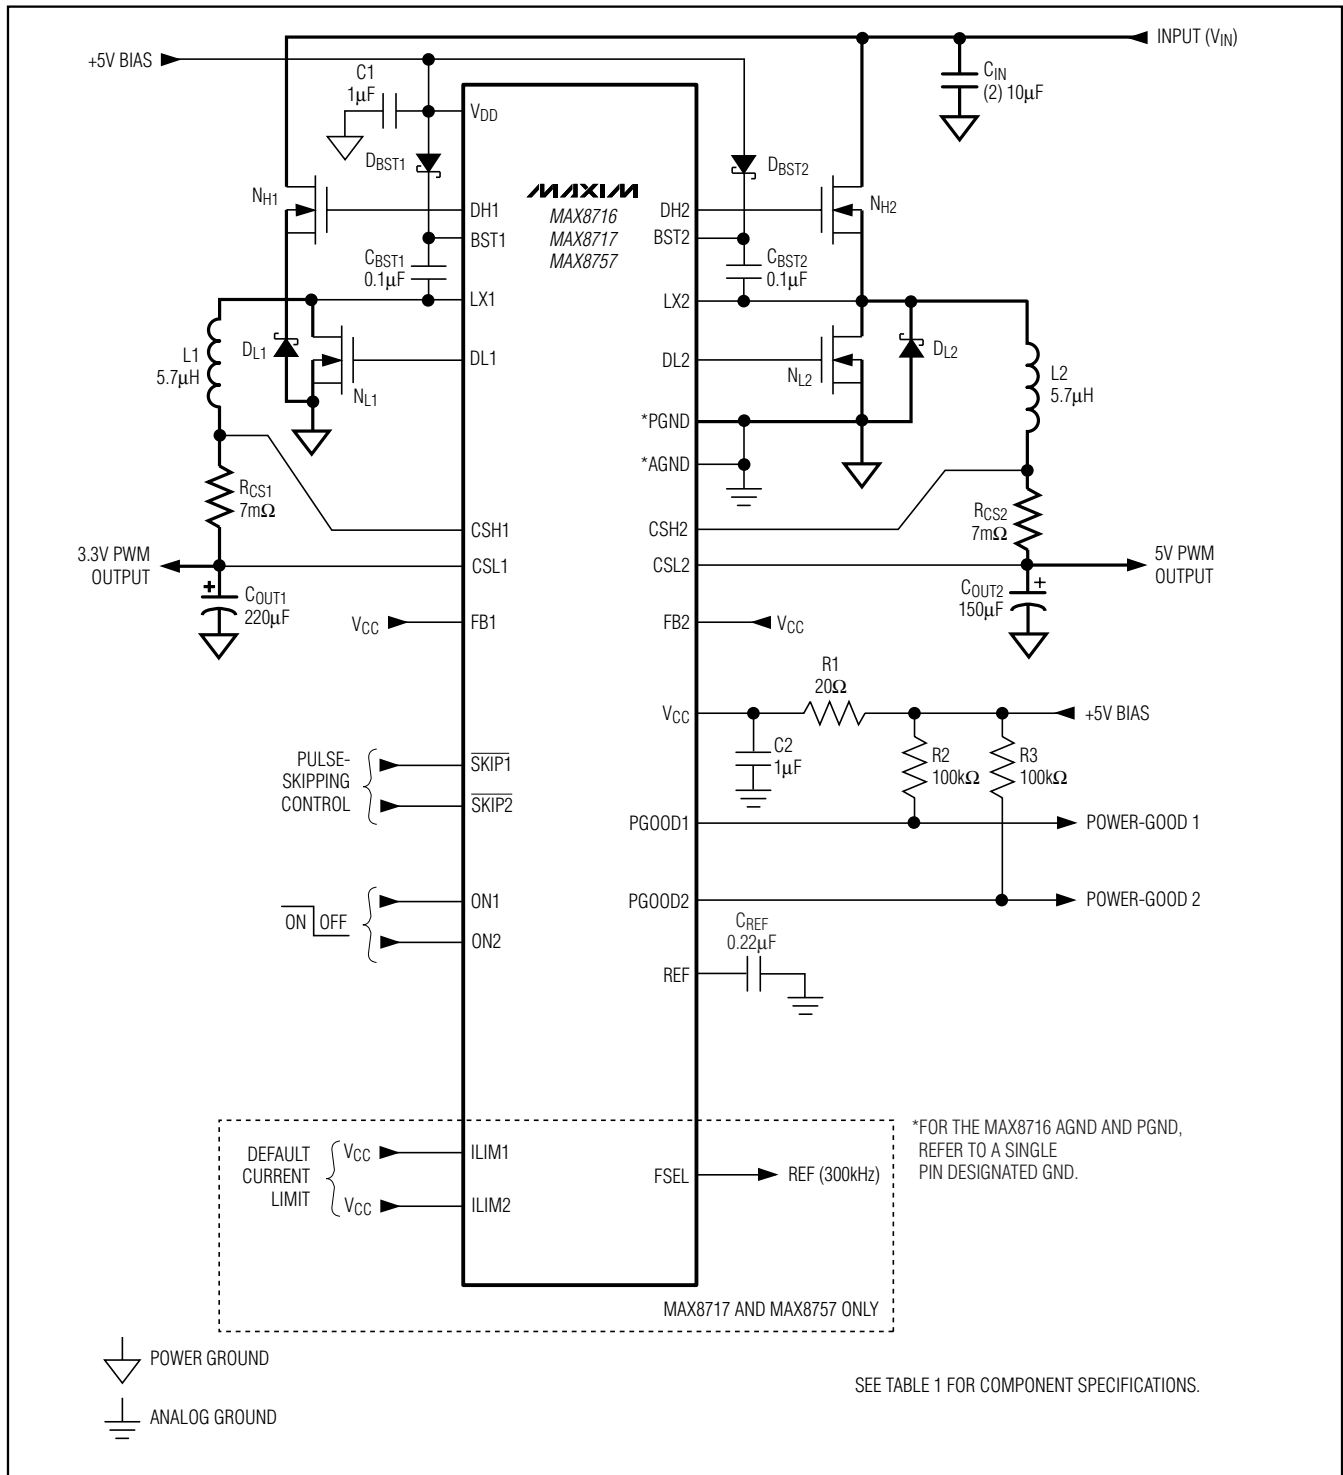 INPUT (VIN)
+5V BIAS
C1
1μF
CIN
(2) 10μF
VDD
DBST1
DBST2
MAXIM
MAX8716
MAX8717
MAX8757
NH1
DH1
DH2
NH2
BST1
BST2
CBST1
0.1μF
CBST2
0.1μF
LX1
LX2
L1
5.7μH
DL1
NL1
DL1
DL2
NL2
DL2
L2
5.7μH
*PGND
*AGND
RCS1
7mΩ
CSH1
CSH2
RCS2
7mΩ
3.3V PWM
OUTPUT
CSL1
CSL2
5V PWM
OUTPUT
+
COUT1
220μF
COUT2
150μF
+
VCC
FB1
FB2
VCC
R1
20Ω
VCC
+5V BIAS
C2
1μF
R2
100kΩ
R3
100kΩ
PULSE-
SKIPPING
CONTROL
SKIP1
SKIP2
PGOOD1
POWER-GOOD 1
ON OFF
ON1
ON2
PGOOD2
POWER-GOOD 2
CREF
0.22μF
REF
DEFAULT
CURRENT
LIMIT
VCC
ILIM1
VCC
ILIM2
FSEL
REF (300kHz)
*FOR THE MAX8716 AGND AND PGND,
REFER TO A SINGLE
PIN DESIGNATED GND.
MAX8717 AND MAX8757 ONLY
POWER GROUND
ANALOG GROUND
SEE TABLE 1 FOR COMPONENT SPECIFICATIONS.